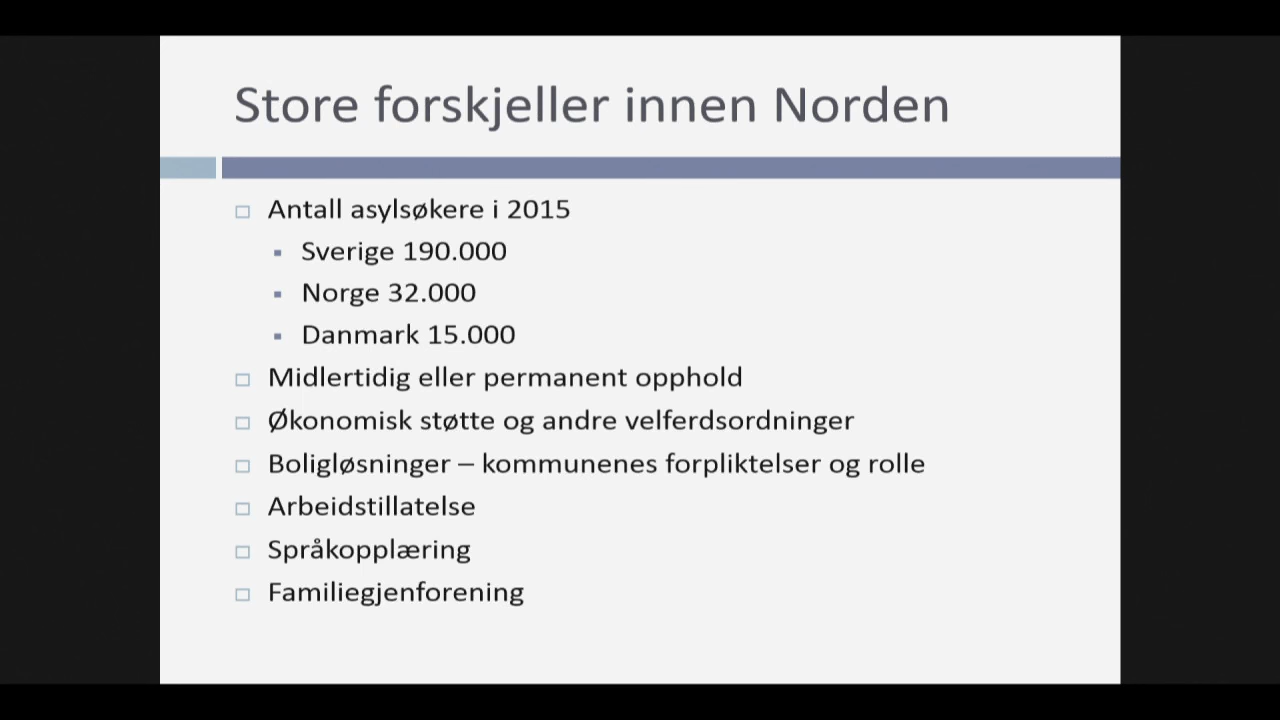 Store forskjeller innen Norden
Antall asylsøkere i 2015
Sverige 190.000
Norge 32.000
Danmark 15.000
Midlertidig eller permanent opphold
Økonomisk støtte og andre velferdsordninger
Boligløsninger – kommunenes forpliktelser og rolle
Arbeidstillatelse
Språkopplæring
Familiegjenforening